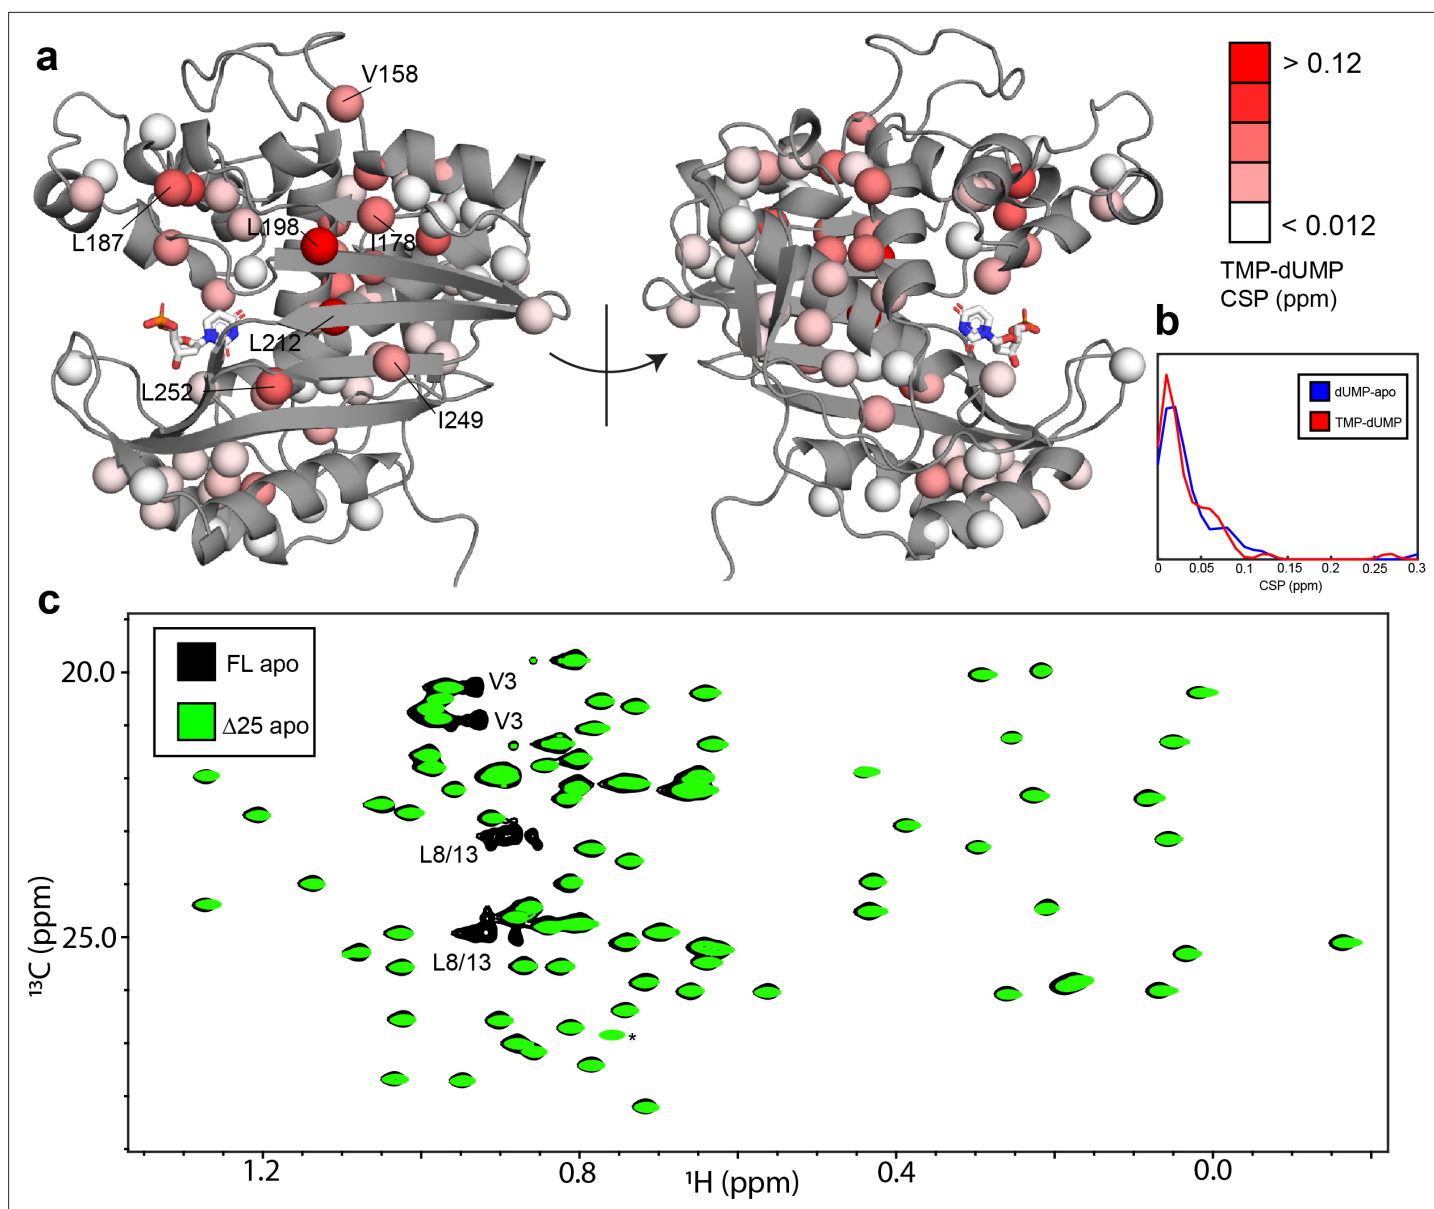 a
V158
L187
L198
I178
L212
L252
I249
> 0.12
< 0.012
TMP-dUMP
CSP (ppm)
b
dUMP-apo
TMP-dUMP
0 0.05 0.1 0.15 0.2 0.25 0.3
CSP (ppm)
c
FL apo
Δ25 apo
V3
V3
L8/13
L8/13
*
20.0
25.0
¹³C (ppm)
1.2 0.8 0.4 0.0
¹H (ppm)